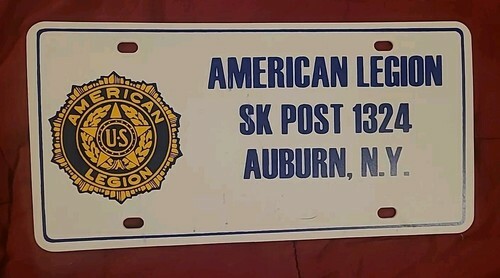 AMERICAN LEGION
SK POST 1324
AUBURN, N.Y.
AMERICAN
US
LEGION